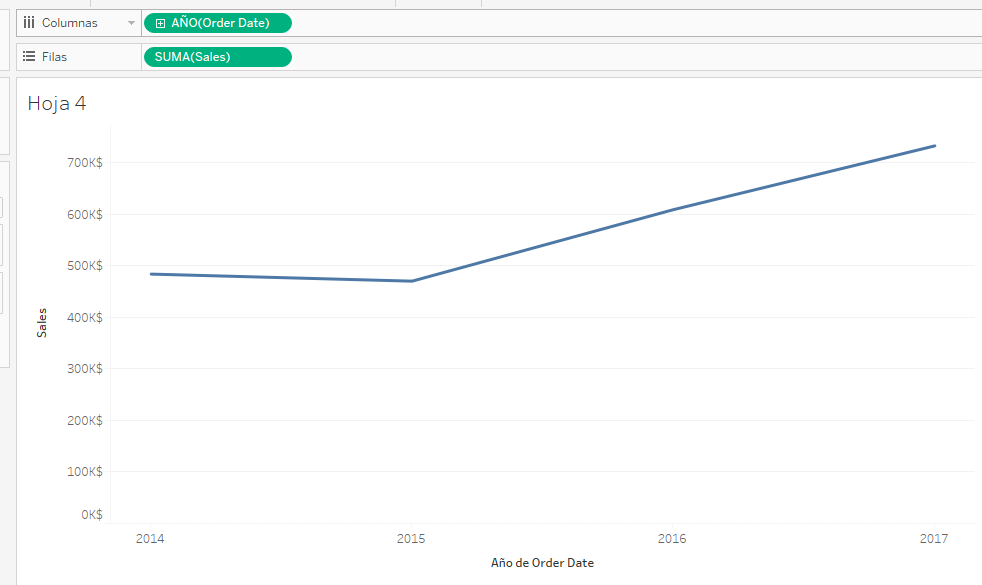 Columnas
AÑO(Order Date)
Filas
SUMA(Sales)
Hoja 4
700K$
600K$
500K$
400K$
300K$
200K$
100K$
0K$
Sales
2014
2015
2016
2017
Año de Order Date